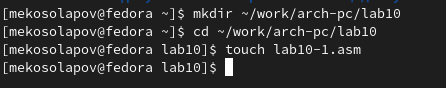 [mekosolapov@fedora ~]$ mkdir ~/work/arch-pc/lab10
[mekosolapov@fedora ~]$ cd ~/work/arch-pc/lab10
[mekosolapov@fedora lab10]$ touch lab10-1.asm
[mekosolapov@fedora lab10]$